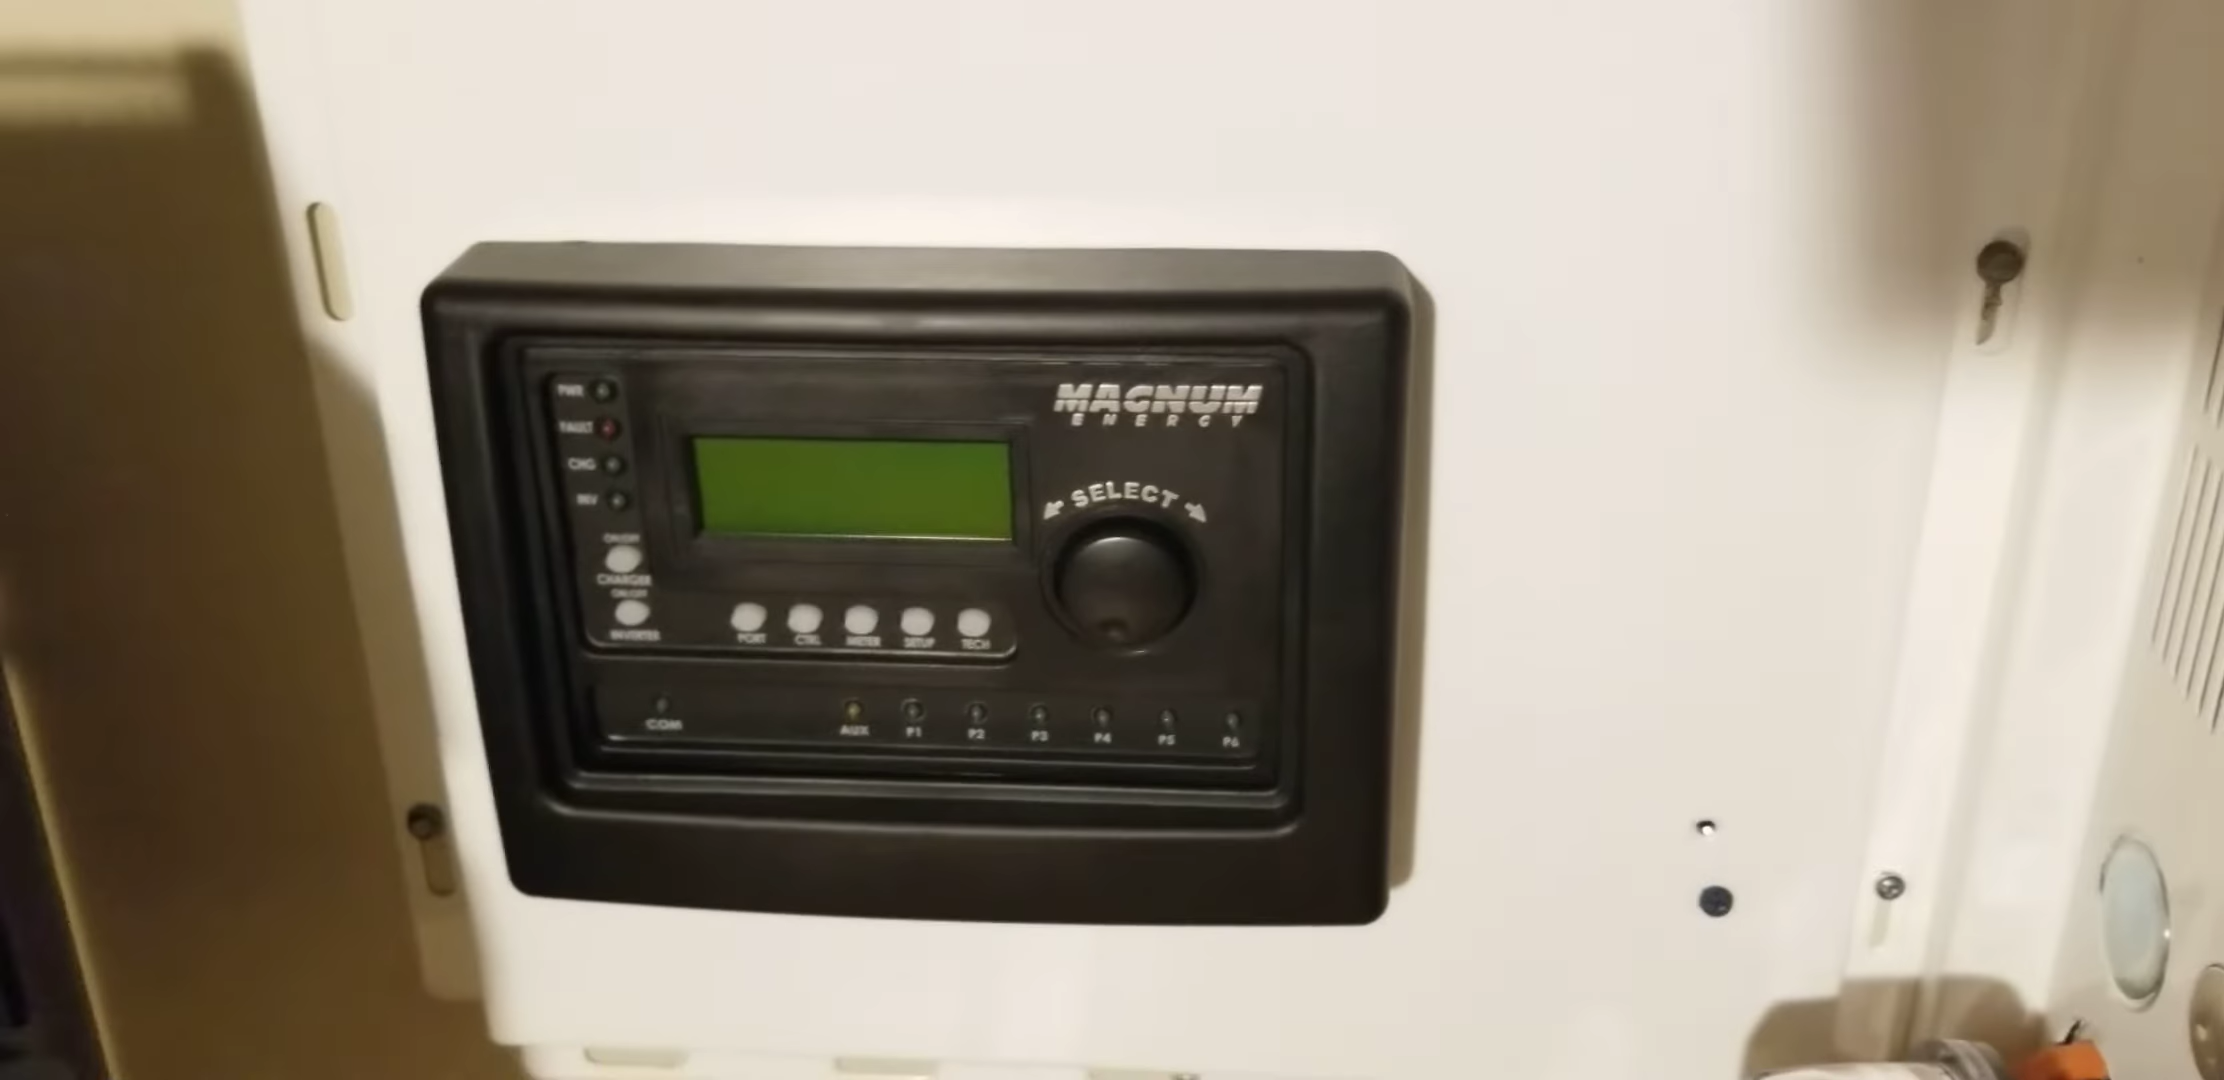 MAGNUM
ENERGY
PWR
FAULT
CHG
INV
SELECT
ON/OFF
CHARGER
ON/OFF
INVERTER
PORT
CTRL
METER
SETUP
TECH
COM
AUX
P1
P2
P3
P4
P5
P6